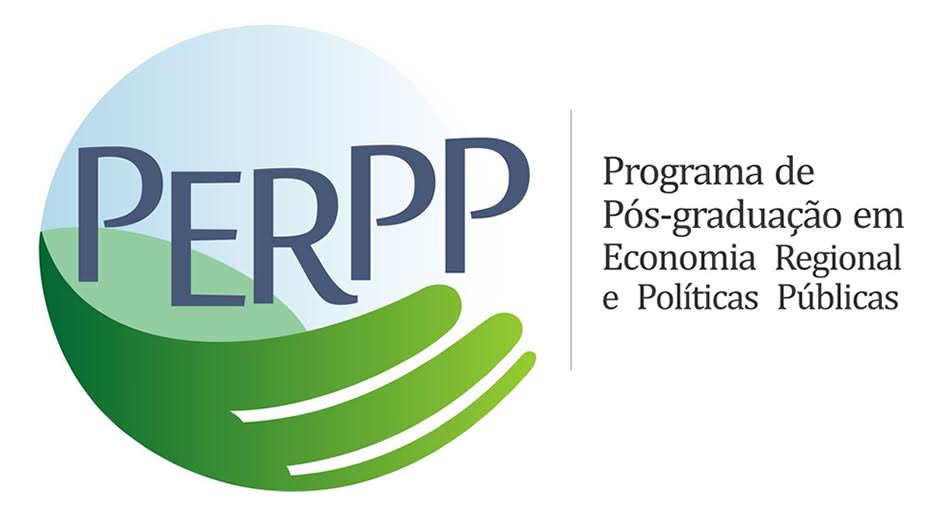 PERPP
Programa de
Pós-graduação em
Economia Regional
e Políticas Públicas